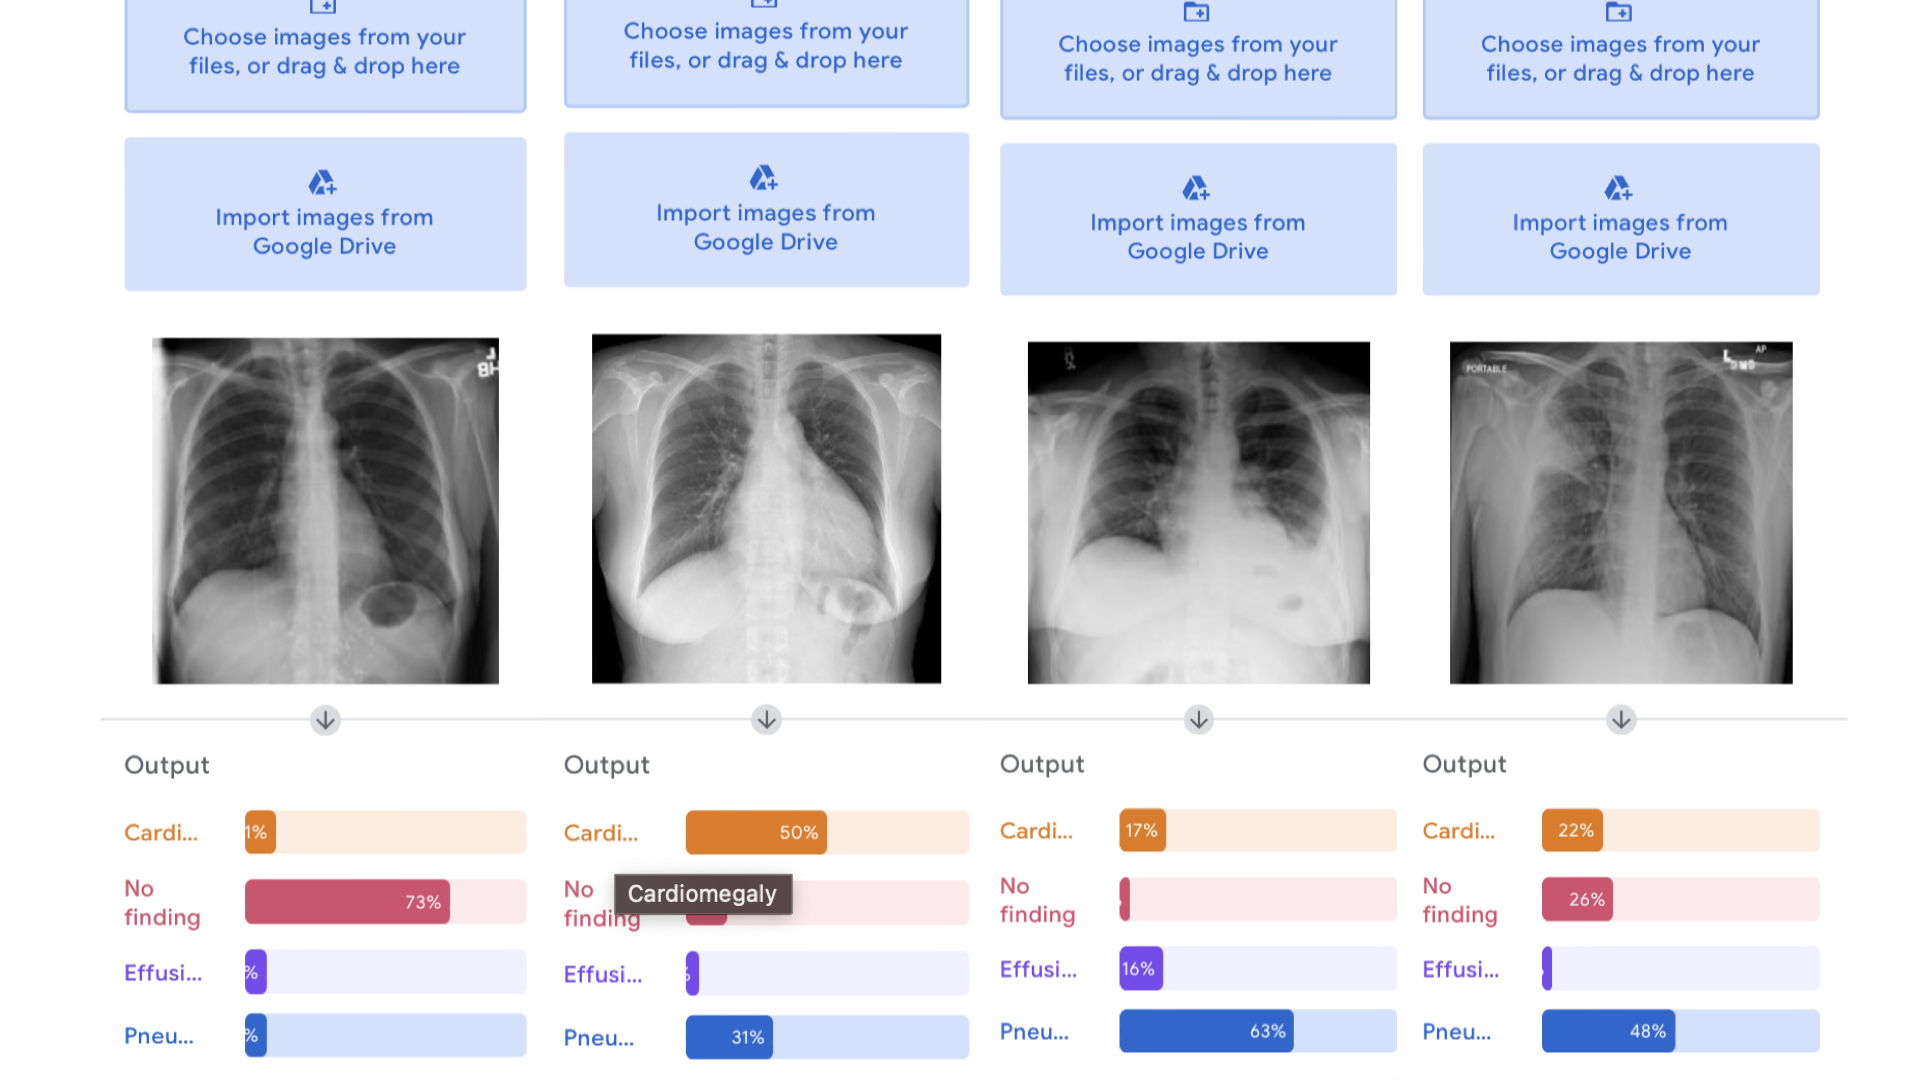 Choose images from your
files, or drag & drop here
Import images from
Google Drive
Choose images from your
files, or drag & drop here
Import images from
Google Drive
Choose images from your
files, or drag & drop here
Import images from
Google Drive
Choose images from your
files, or drag & drop here
Import images from
Google Drive
L
PORTABLE
L
AP
Output
Cardi...
1%
No
finding
73%
Effusi...
%
Pneu...
%
Output
Cardi...
50%
Cardiomegaly
No
finding
Effusi...
Pneu...
31%
Output
Cardi...
17%
No
finding
Effusi...
16%
Pneu...
63%
Output
Cardi...
22%
No
finding
26%
Effusi...
Pneu...
48%